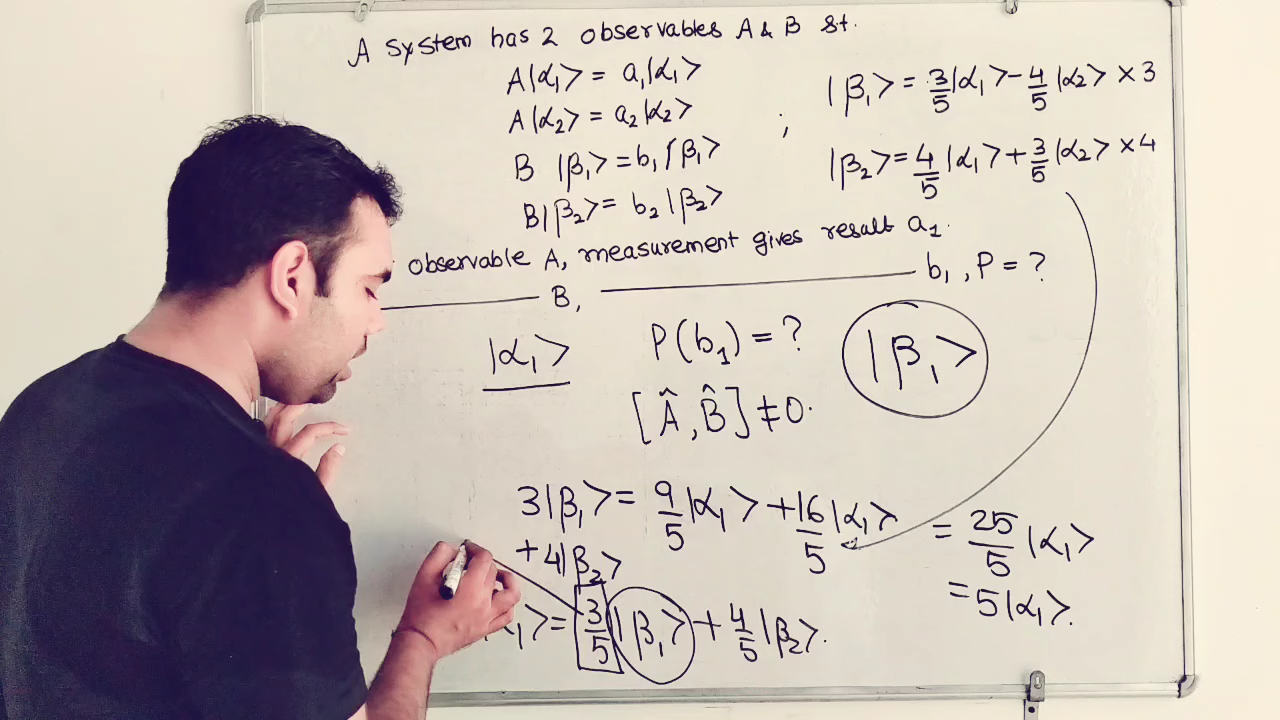 A system has 2 observables A & B st.
A|α₁> = a₁|α₁>
A|α₂> = a₂|α₂>
B |β₁> = b₁|β₁>
B|β₂> = b₂|β₂>
;
|β₁> = 3/5|α₁> - 4/5|α₂> ×3
|β₂> = 4/5|α₁> + 3/5|α₂> ×4
observable A, measurement gives result a₁.
B, b₁, P = ?
|α₁>
P(b₁) = ?
|β₁>
[Â, B̂] ≠ 0.
3|β₁> = 9/5|α₁> + 16/5|α₁> = 25/5|α₁>
+4|β₂>
= 5|α₁>.
α₁> = 3/5|β₁> + 4/5|β₂>.